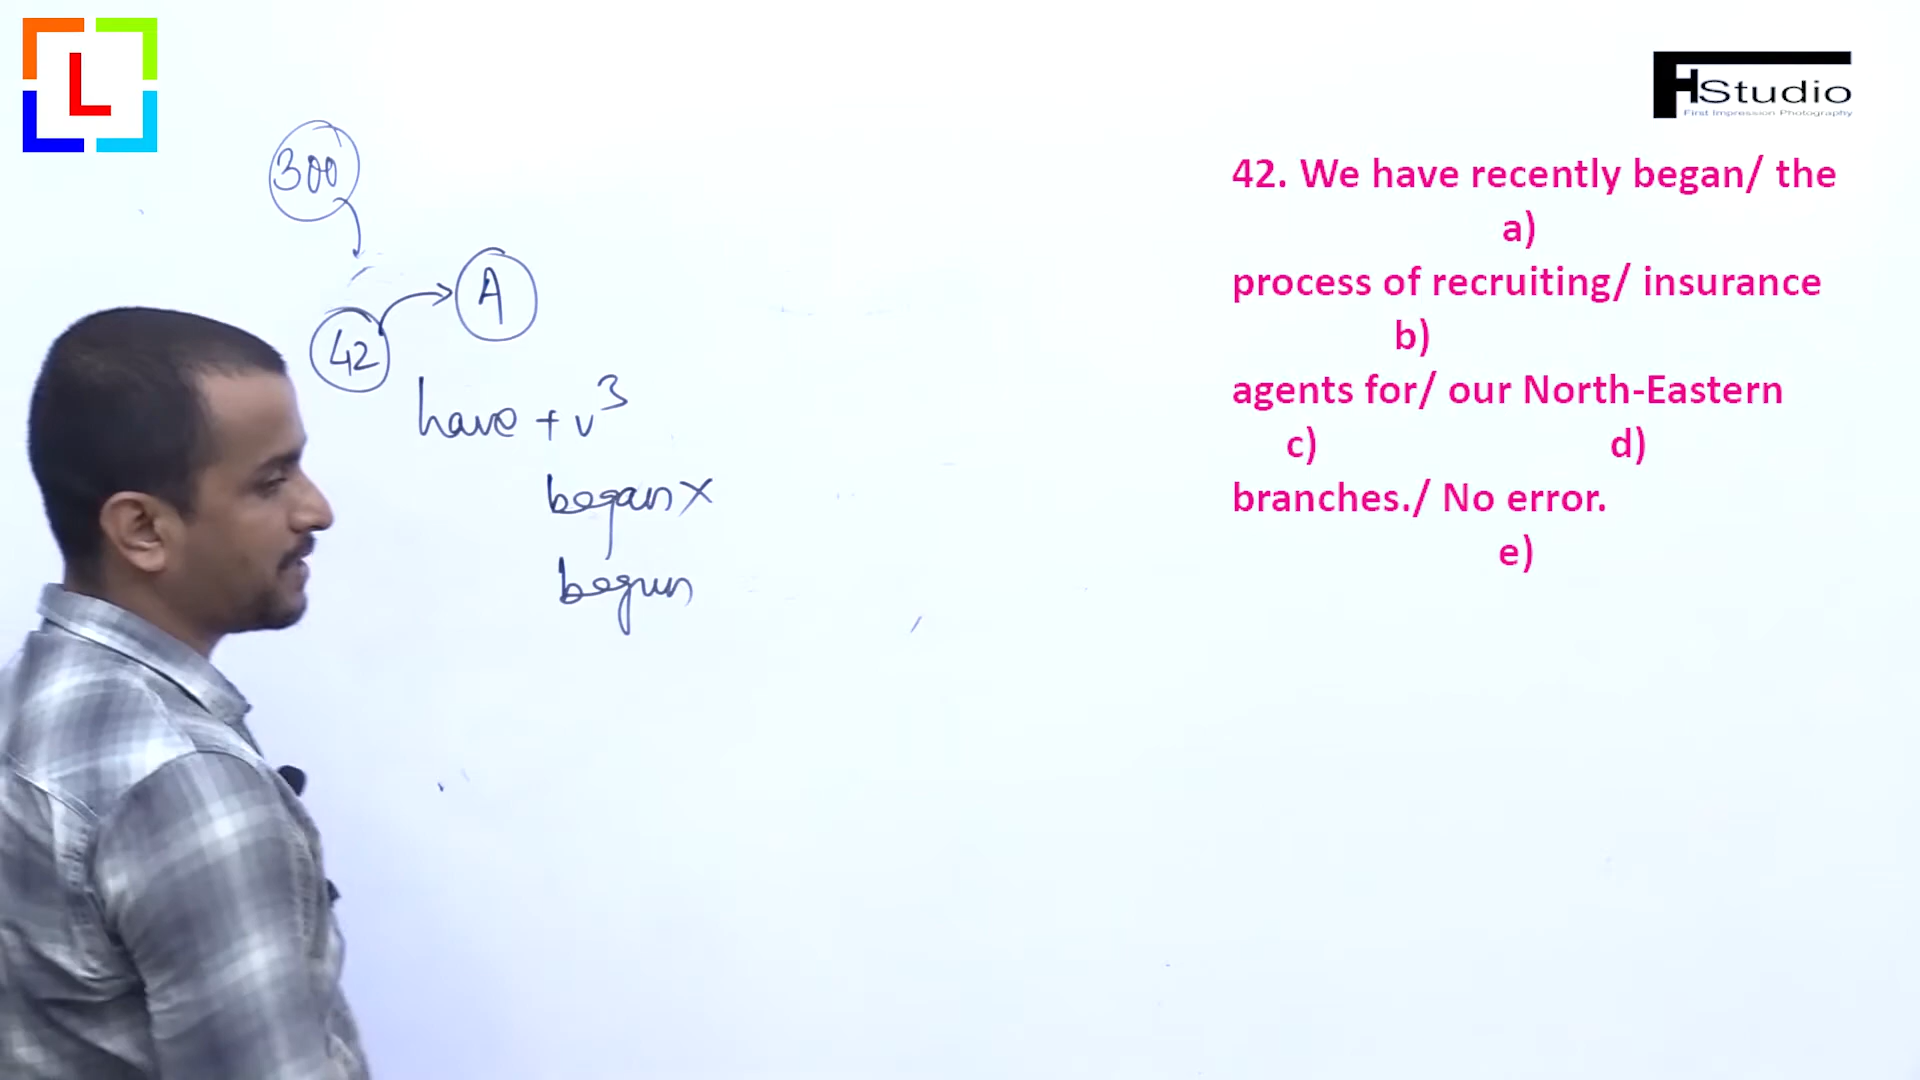 L
HStudio
First Impression Photography
300
42
A
have + v3
began x
begun
42. We have recently began/ the
a)
process of recruiting/ insurance
b)
agents for/ our North-Eastern
c) d)
branches./ No error.
e)